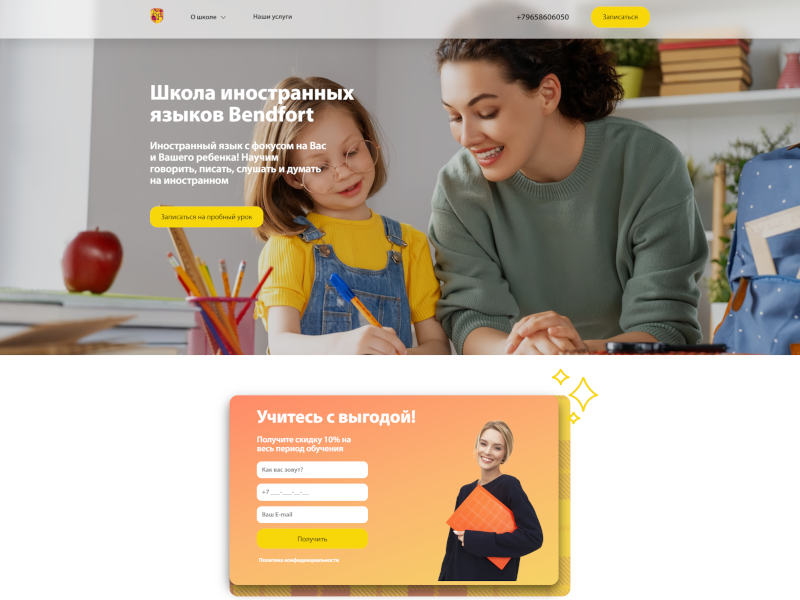 О школе
Наши услуги
+79658606050
Записаться
Школа иностранных
языков Bendfort
Иностранный язык с фокусом на Вас
и Вашего ребенка! Научим
говорить, писать, слушать и думать
на иностранном
Записаться на пробный урок
Учитесь с выгодой!
Получите скидку 10% на
весь период обучения
Как вас зовут?
+7 ___-___-__-__
Ваш E-mail
Получить
Политика конфиденциальности